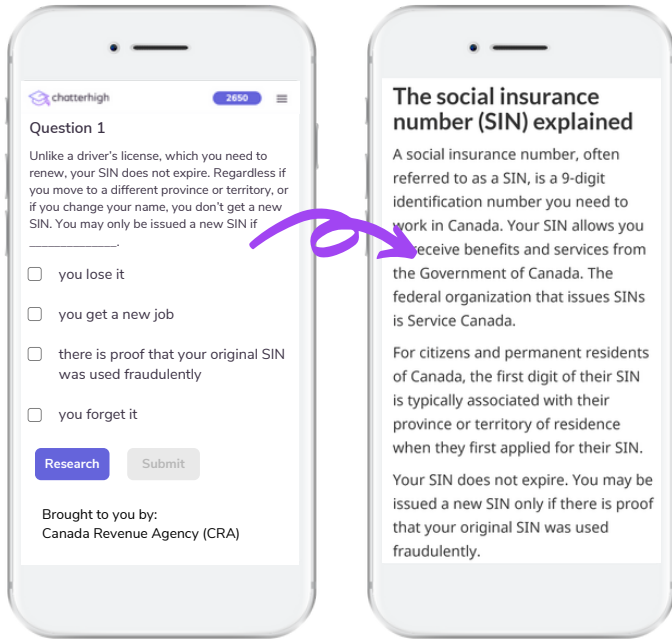 chatterhigh
2650
Question 1
Unlike a driver's license, which you need to
renew, your SIN does not expire. Regardless if
you move to a different province or territory, or
if you change your name, you don't get a new
SIN. You may only be issued a new SIN if
_______________.
you lose it
you get a new job
there is proof that your original SIN
was used fraudulently
you forget it
Research
Submit
Brought to you by:
Canada Revenue Agency (CRA)
The social insurance
number (SIN) explained
A social insurance number, often
referred to as a SIN, is a 9-digit
identification number you need to
work in Canada. Your SIN allows you
receive benefits and services from
the Government of Canada. The
federal organization that issues SINs
is Service Canada.
For citizens and permanent residents
of Canada, the first digit of their SIN
is typically associated with their
province or territory of residence
when they first applied for their SIN.
Your SIN does not expire. You may be
issued a new SIN only if there is proof
that your original SIN was used
fraudulently.